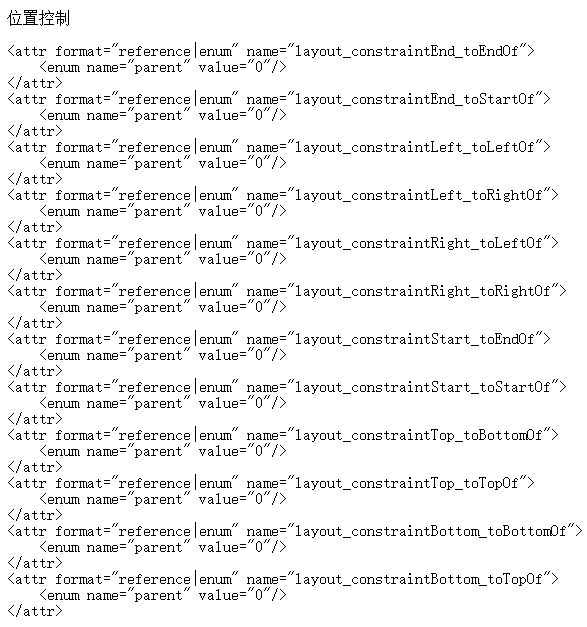 位置控制
<attr format="reference|enum" name="layout_constraintEnd_toEndOf">
    <enum name="parent" value="0"/>
</attr>
<attr format="reference|enum" name="layout_constraintEnd_toStartOf">
    <enum name="parent" value="0"/>
</attr>
<attr format="reference|enum" name="layout_constraintLeft_toLeftOf">
    <enum name="parent" value="0"/>
</attr>
<attr format="reference|enum" name="layout_constraintLeft_toRightOf">
    <enum name="parent" value="0"/>
</attr>
<attr format="reference|enum" name="layout_constraintRight_toLeftOf">
    <enum name="parent" value="0"/>
</attr>
<attr format="reference|enum" name="layout_constraintRight_toRightOf">
    <enum name="parent" value="0"/>
</attr>
<attr format="reference|enum" name="layout_constraintStart_toEndOf">
    <enum name="parent" value="0"/>
</attr>
<attr format="reference|enum" name="layout_constraintStart_toStartOf">
    <enum name="parent" value="0"/>
</attr>
<attr format="reference|enum" name="layout_constraintTop_toBottomOf">
    <enum name="parent" value="0"/>
</attr>
<attr format="reference|enum" name="layout_constraintTop_toTopOf">
    <enum name="parent" value="0"/>
</attr>
<attr format="reference|enum" name="layout_constraintBottom_toBottomOf">
    <enum name="parent" value="0"/>
</attr>
<attr format="reference|enum" name="layout_constraintBottom_toTopOf">
    <enum name="parent" value="0"/>
</attr>